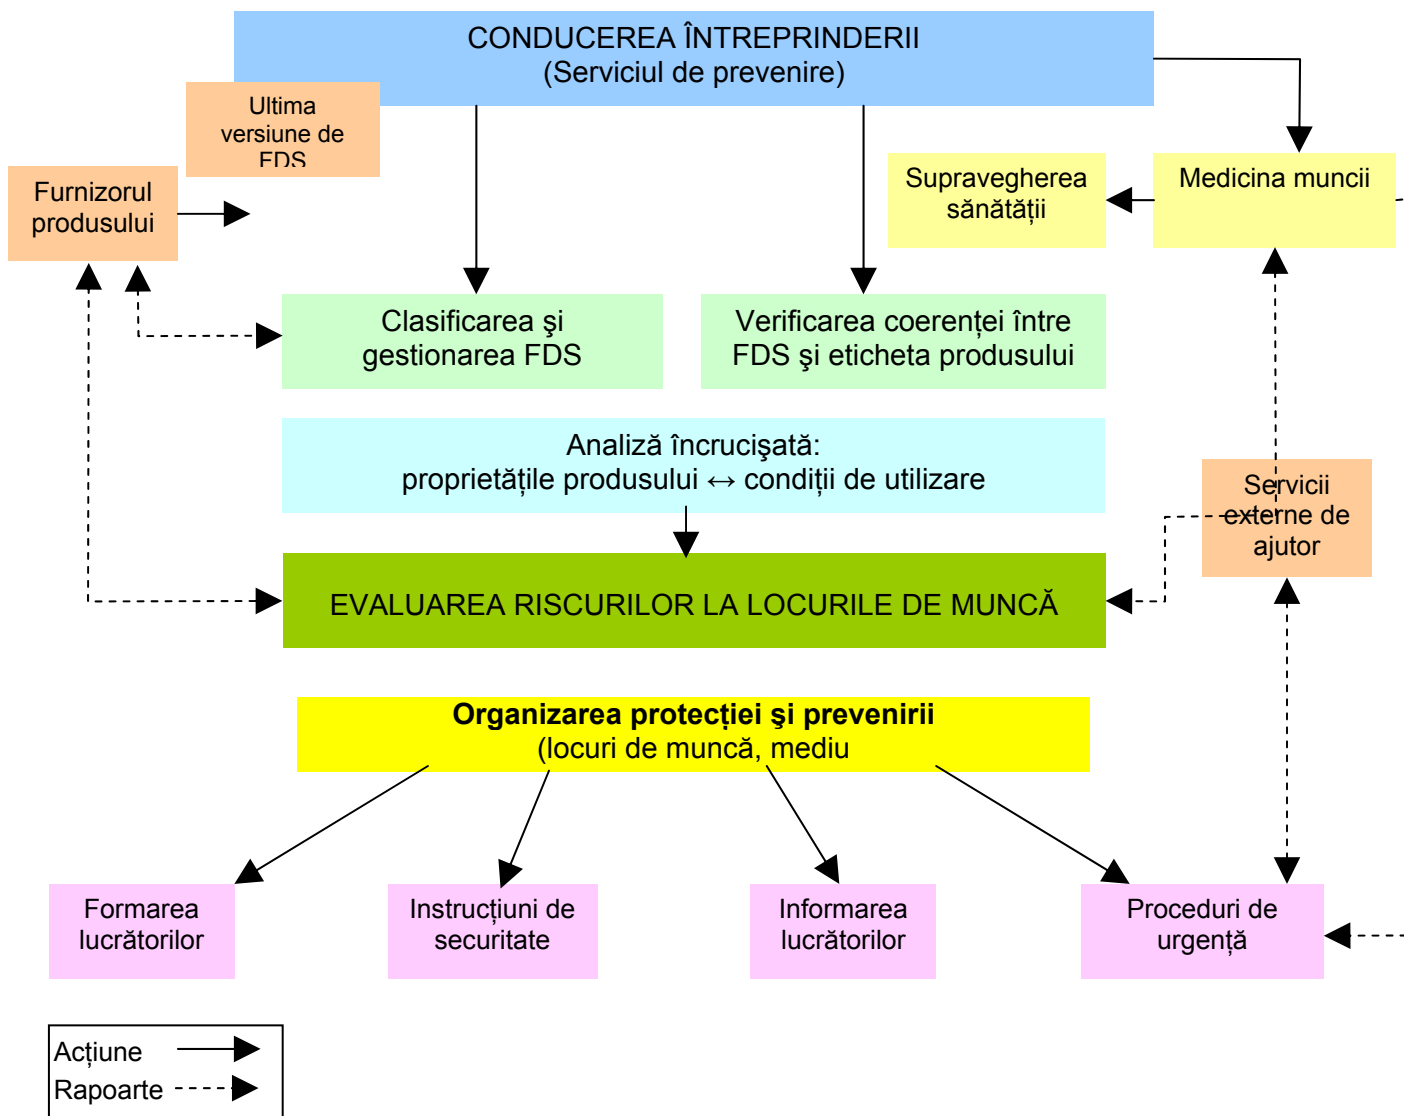 CONDUCEREA ÎNTREPRINDERII
(Serviciul de prevenire)
Ultima
versiune de
FDS
Furnizorul
produsului
Supravegherea
sănătății
Medicina muncii
Clasificarea şi
gestionarea FDS
Verificarea coerenței între
FDS şi eticheta produsului
Analiză încrucişată:
proprietățile produsului ↔ condiții de utilizare
Servicii
externe de
ajutor
EVALUAREA RISCURILOR LA LOCURILE DE MUNCĂ
Organizarea protecției şi prevenirii
(locuri de muncă, mediu
Formarea
lucrătorilor
Instrucțiuni de
securitate
Informarea
lucrătorilor
Proceduri de
urgență
Acțiune
Rapoarte